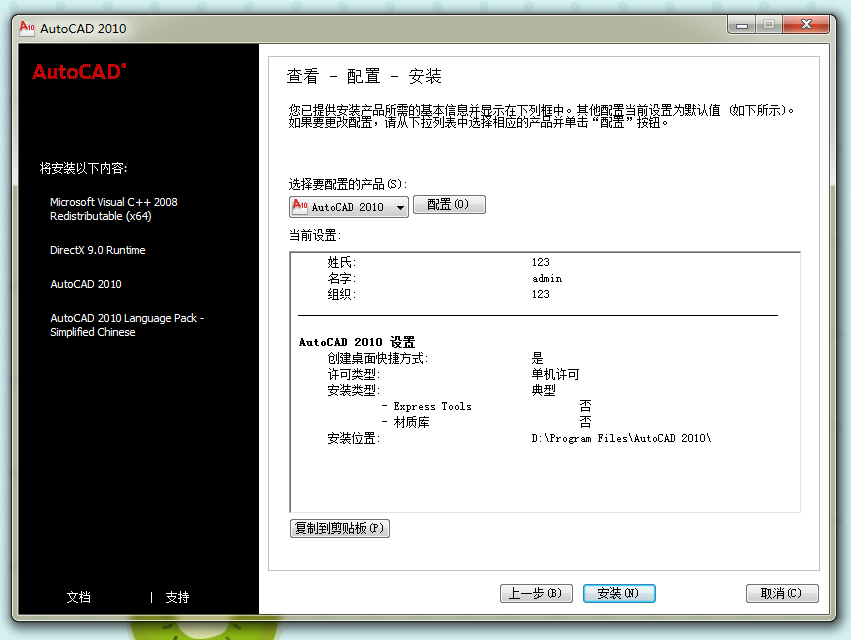 AutoCAD 2010
AutoCAD
将安装以下内容:
Microsoft Visual C++ 2008
Redistributable (x64)
DirectX 9.0 Runtime
AutoCAD 2010
AutoCAD 2010 Language Pack -
Simplified Chinese
文档 | 支持
查看 - 配置 - 安装
您已提供安装产品所需的基本信息并显示在下列框中。其他配置当前设置为默认值 (如下所示)。
如果要更改配置，请从下拉列表中选择相应的产品并单击“配置”按钮。
选择要配置的产品(S):
AutoCAD 2010 配置(O)
当前设置:
姓氏: 123
名字: admin
组织: 123
AutoCAD 2010 设置
创建桌面快捷方式: 是
许可类型: 单机许可
安装类型: 典型
- Express Tools 否
- 材质库 否
安装位置: D:\Program Files\AutoCAD 2010\
复制到剪贴板(P)
上一步(B) 安装(N) 取消(C)